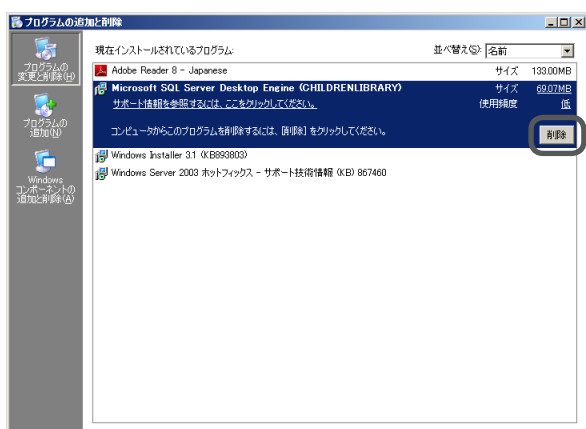 プログラムの追加と削除
現在インストールされているプログラム:
並べ替え(S): 名前
プログラムの
変更と削除(H)
プログラムの
追加(N)
Windows
コンポーネントの
追加と削除(A)
Adobe Reader 8 - Japanese サイズ 133.00MB
Microsoft SQL Server Desktop Engine (CHILDRENLIBRARY) サイズ 69.07MB
サポート情報を参照するには、ここをクリックしてください。 使用頻度 低
コンピュータからこのプログラムを削除するには、[削除] をクリックしてください。 削除
Windows Installer 3.1 (KB893803)
Windows Server 2003 ホットフィックス - サポート技術情報 (KB) 867460